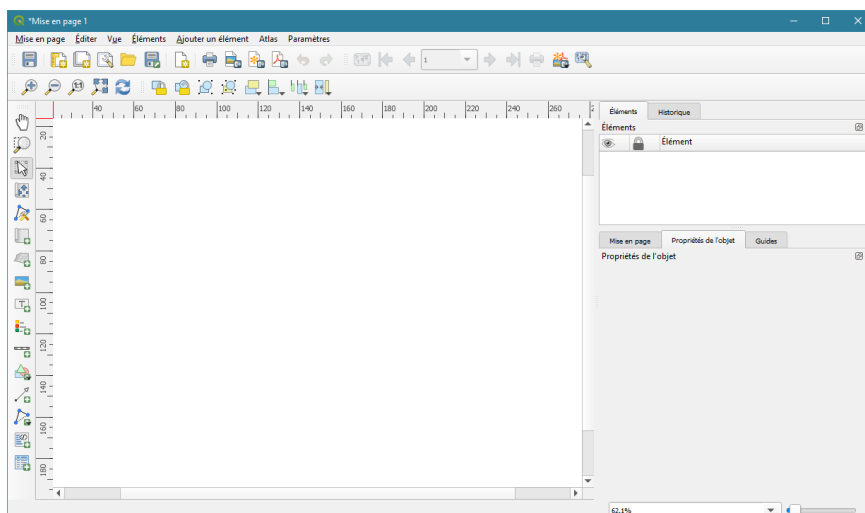 *Mise en page 1
Mise en page Éditer Vue Éléments Ajouter un élément Atlas Paramètres
1
40 60 80 100 120 140 160 180 200 220 240 260
20
40
60
80
100
120
140
160
180
Éléments Historique
Éléments
Élément
Mise en page Propriétés de l'objet Guides
Propriétés de l'objet
62.1%